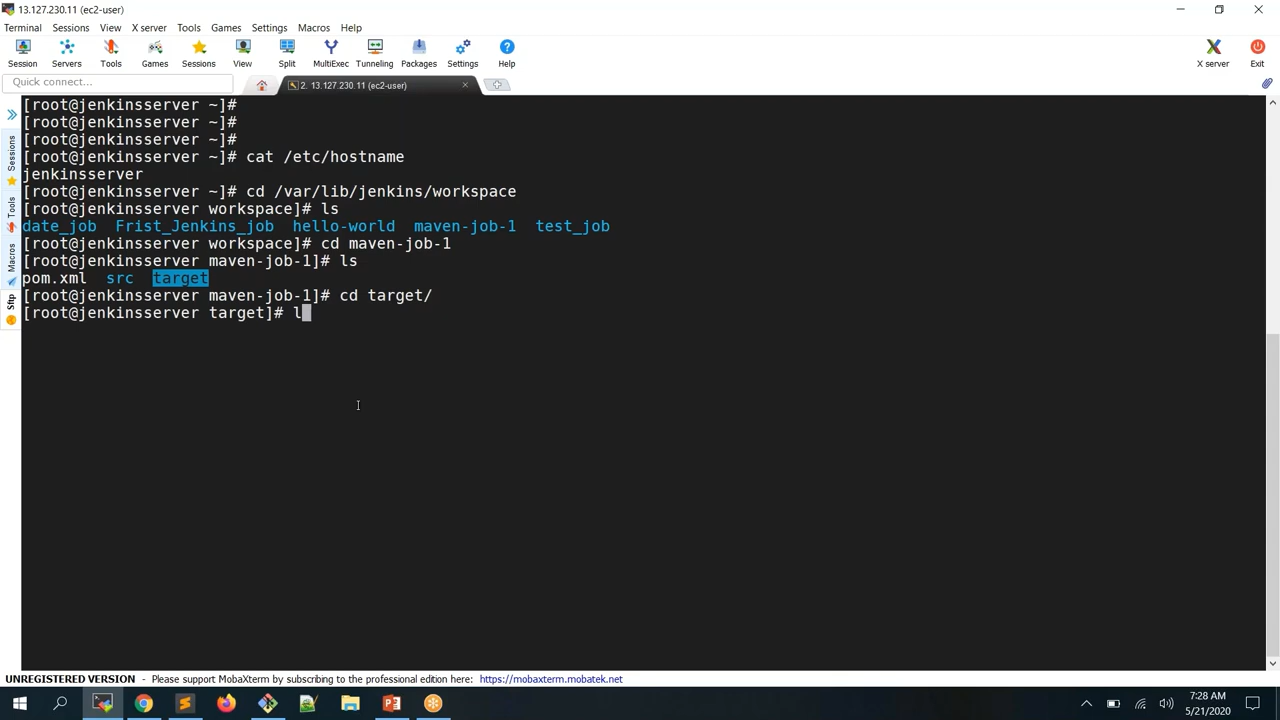 13.127.230.11 (ec2-user)
Terminal Sessions View X server Tools Games Settings Macros Help
Session Servers Tools Games Sessions View Split MultiExec Tunneling Packages Settings Help X server Exit
Quick connect...
2. 13.127.230.11 (ec2-user)
Sessions
Tools
Macros
Sftp
[root@jenkinsserver ~]#
[root@jenkinsserver ~]#
[root@jenkinsserver ~]#
[root@jenkinsserver ~]# cat /etc/hostname
jenkinsserver
[root@jenkinsserver ~]# cd /var/lib/jenkins/workspace
[root@jenkinsserver workspace]# ls
date_job Frist_Jenkins_job hello-world maven-job-1 test_job
[root@jenkinsserver workspace]# cd maven-job-1
[root@jenkinsserver maven-job-1]# ls
pom.xml src target
[root@jenkinsserver maven-job-1]# cd target/
[root@jenkinsserver target]# l
UNREGISTERED VERSION - Please support MobaXterm by subscribing to the professional edition here: https://mobaxterm.mobatek.net
7:28 AM
5/21/2020